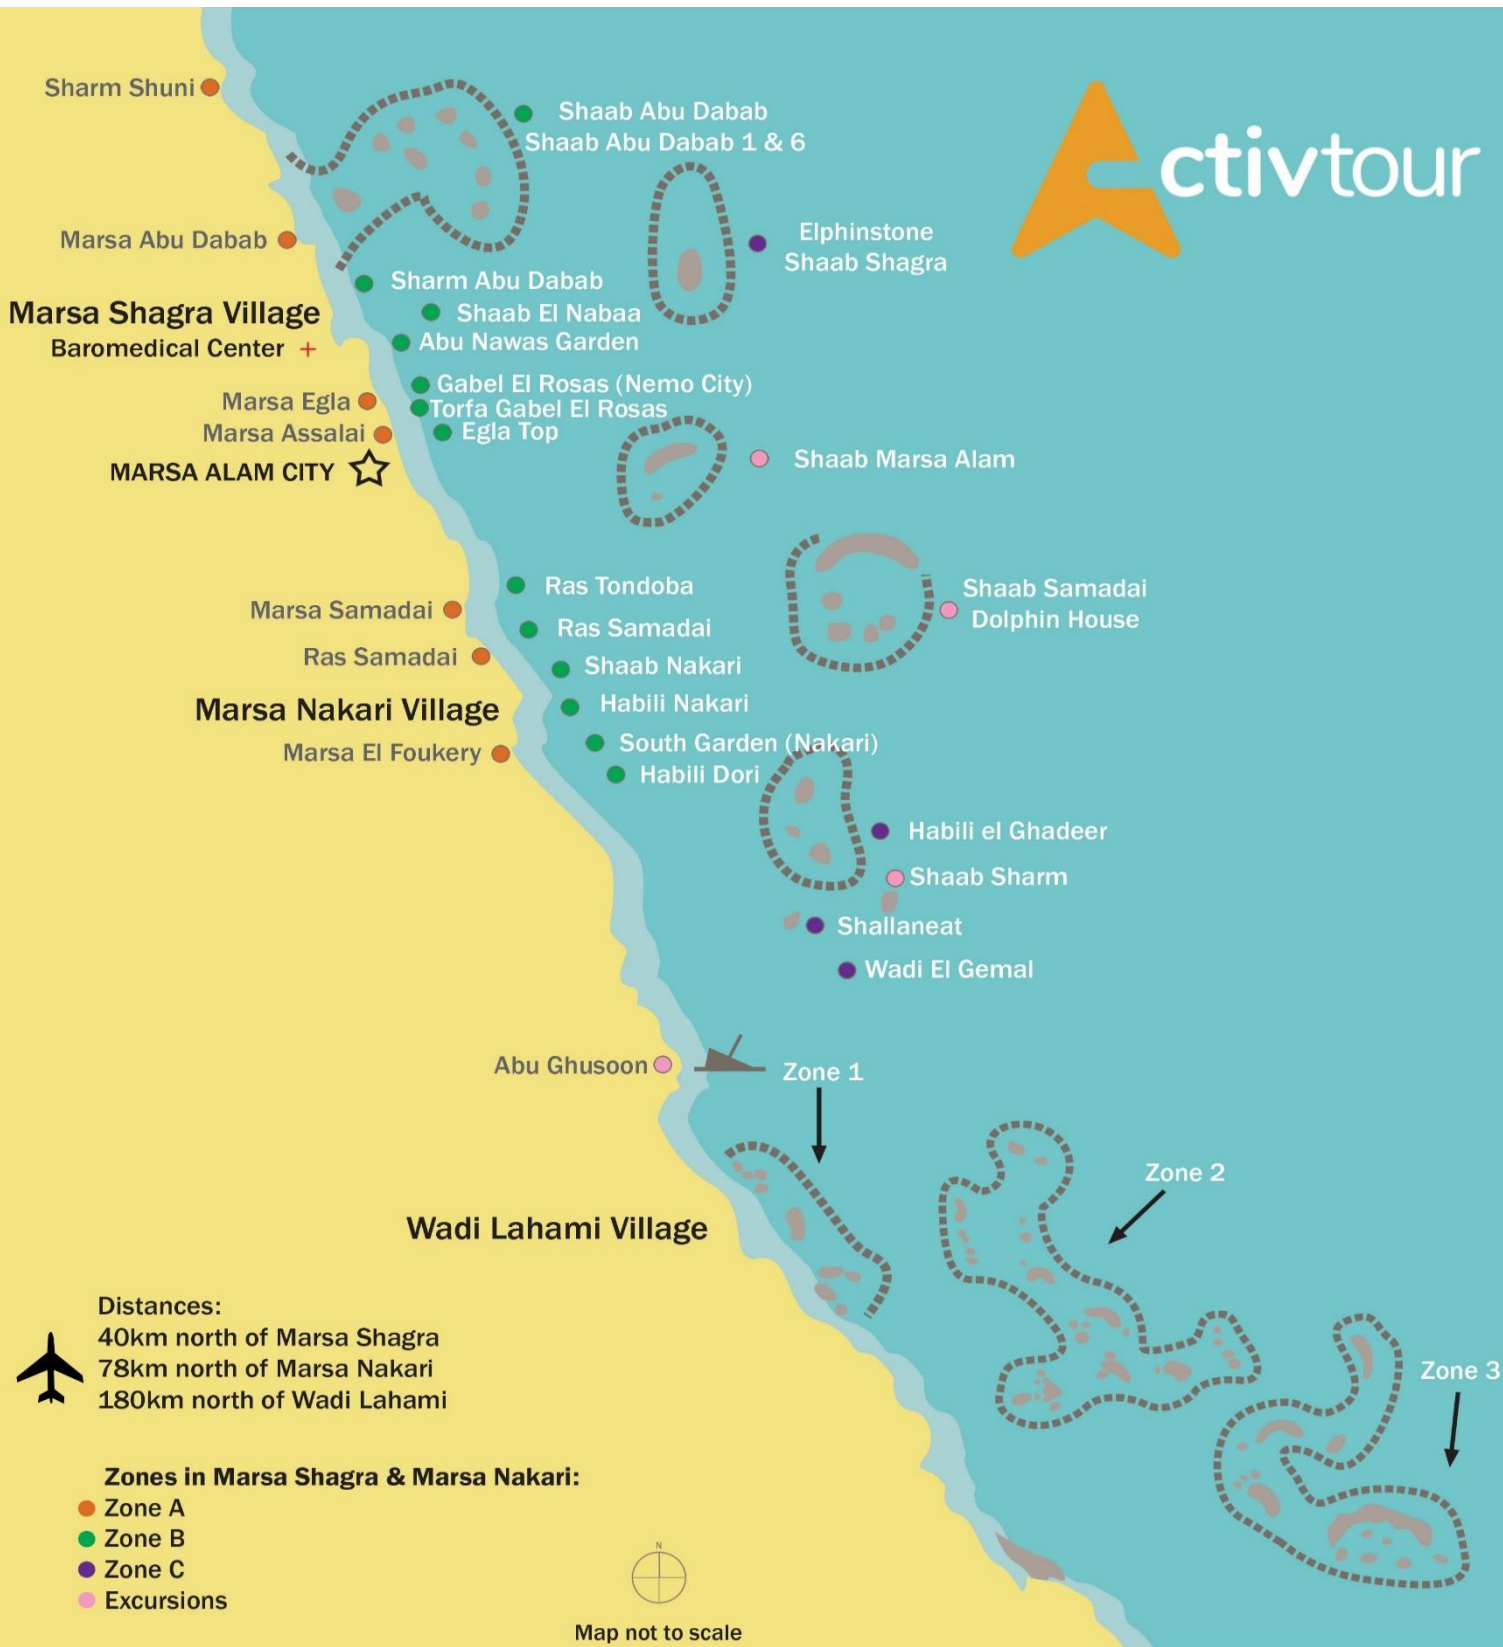 Sharm Shuni
Shaab Abu Dabab
Shaab Abu Dabab 1 & 6
ctivtour
Marsa Abu Dabab
Elphinstone
Shaab Shagra
Sharm Abu Dabab
Marsa Shagra Village
Shaab El Nabaa
Baromedical Center +
Abu Nawas Garden
Gabel El Rosas (Nemo City)
Marsa Egla
Torfa Gabel El Rosas
Marsa Assalai
Egla Top
MARSA ALAM CITY
Shaab Marsa Alam
Ras Tondoba
Shaab Samadai
Dolphin House
Marsa Samadai
Ras Samadai
Ras Samadai
Shaab Nakari
Marsa Nakari Village
Habili Nakari
South Garden (Nakari)
Marsa El Foukery
Habili Dori
Habili el Ghadeer
Shaab Sharm
Shallaneat
Wadi El Gemal
Abu Ghusoon
Zone 1
Zone 2
Wadi Lahami Village
Zone 3
Distances:
40km north of Marsa Shagra
78km north of Marsa Nakari
180km north of Wadi Lahami
Zones in Marsa Shagra & Marsa Nakari:
Zone A
Zone B
Zone C
Excursions
N
Map not to scale